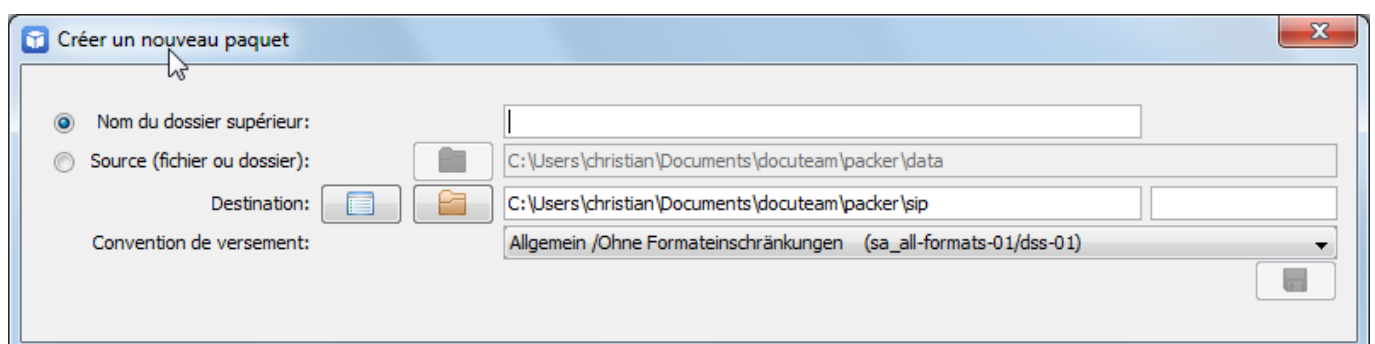 Créer un nouveau paquet
Nom du dossier supérieur:
Source (fichier ou dossier): C:\Users\christian\Documents\docuteam\packer\data
Destination: C:\Users\christian\Documents\docuteam\packer\sip
Convention de versement: Allgemein /Ohne Formateinschränkungen (sa_all-formats-01/dss-01)